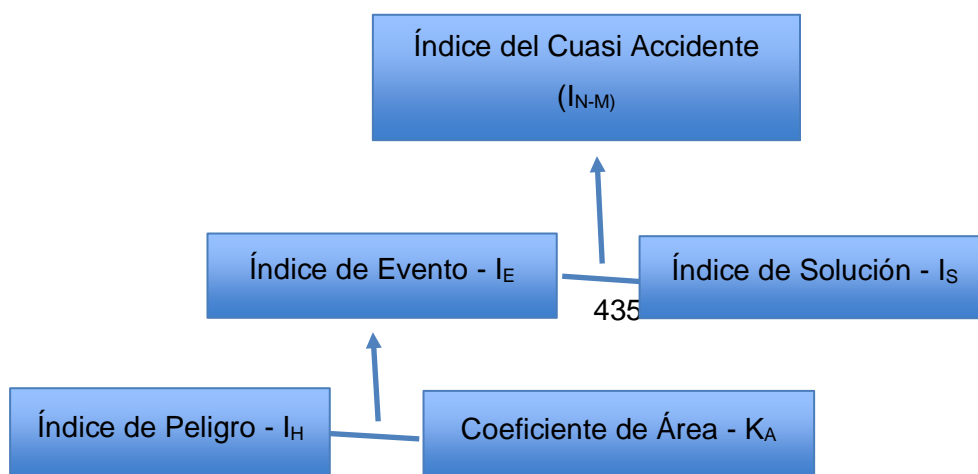 Índice del Cuasi Accidente
(IN-M)
Índice de Evento - IE
Índice de Solución - IS
435
Índice de Peligro - IH
Coeficiente de Área - KA